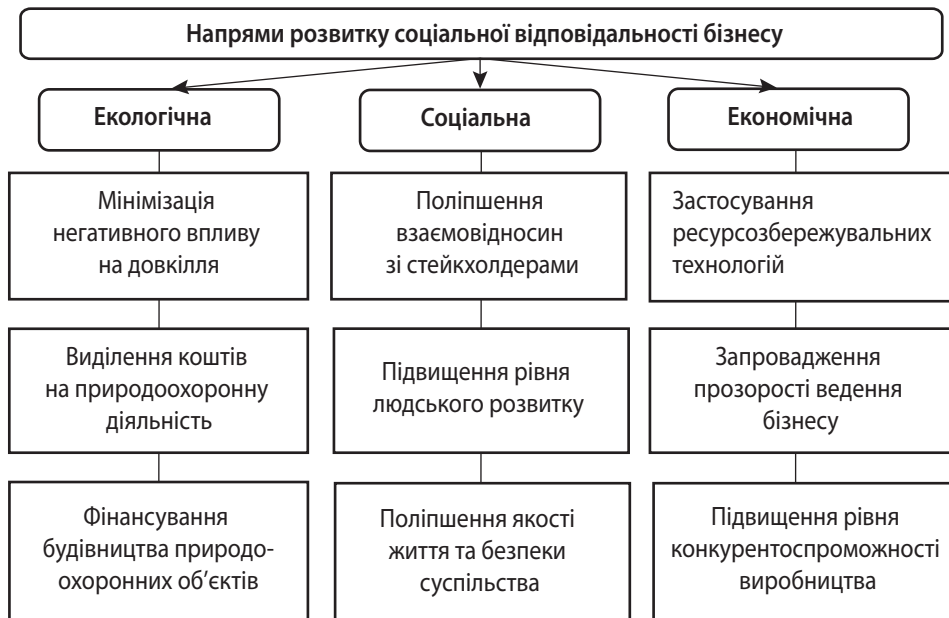 Напрями розвитку соціальної відповідальності бізнесу
Екологічна
Соціальна
Економічна
Мінімізація
негативного впливу
на довкілля
Поліпшення
взаємовідносин
зі стейкхолдерами
Застосування
ресурсозбережувальних
технологій
Виділення коштів
на природоохоронну
діяльність
Підвищення рівня
людського розвитку
Запровадження
прозорості ведення
бізнесу
Фінансування
будівництва природо-
охоронних об’єктів
Поліпшення якості
життя та безпеки
суспільства
Підвищення рівня
конкурентоспроможності
виробництва